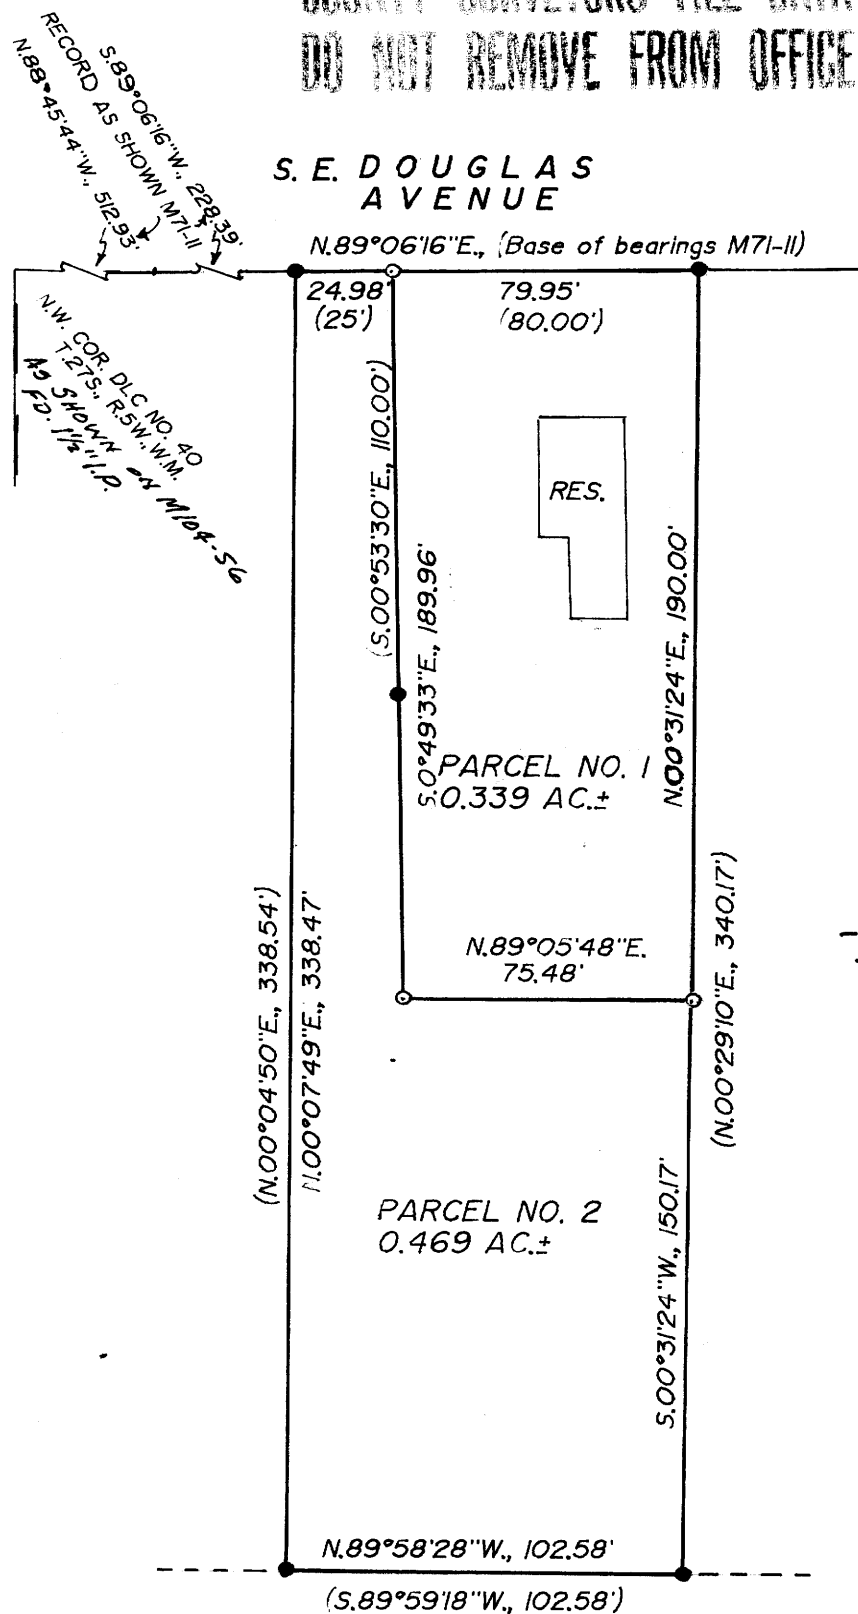 DO NOT REMOVE FROM OFFICE
S.89°06'16"W., 228.39'
RECORD AS SHOWN M71-11
N.88°45'44"W., 512.93'
S. E. DOUGLAS
AVENUE
N.89°06'16"E., (Base of bearings M71-11)
24.98'
(25')
79.95'
(80.00')
N.W. COR. DLC NO. 40
T.27S., R.5W., W.M.
AS SHOWN ON M104-56
FD. 1½" I.P.
(S.00°53'30"E., 110.00')
S.0°49'33"E., 189.96'
RES.
N.00°31'24"E., 190.00'
PARCEL NO. 1
0.339 AC.±
N.89°05'48"E.
75.48'
(N.00°29'10"E., 340.17')
(N.00°04'50"E., 338.54')
N.00°07'49"E., 338.47'
PARCEL NO. 2
0.469 AC.±
S.00°31'24"W., 150.17'
N.89°58'28"W., 102.58'
(S.89°59'18"W., 102.58')